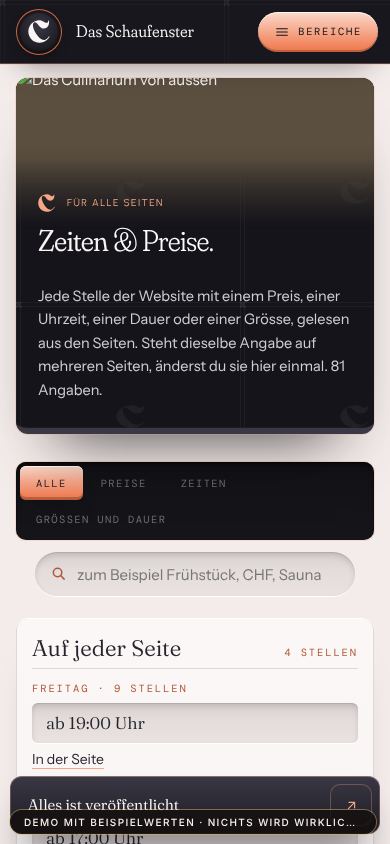 Das Schaufenster
BEREICHE
Das Culinarium von aussen
FÜR ALLE SEITEN
Zeiten & Preise.
Jede Stelle der Website mit einem Preis, einer
Uhrzeit, einer Dauer oder einer Grösse, gelesen
aus den Seiten. Steht dieselbe Angabe auf
mehreren Seiten, änderst du sie hier einmal. 81
Angaben.
ALLE
PREISE
ZEITEN
GRÖSSEN UND DAUER
zum Beispiel Frühstück, CHF, Sauna
Auf jeder Seite
4 STELLEN
FREITAG · 9 STELLEN
ab 19:00 Uhr
In der Seite
Alles ist veröffentlicht
DEMO MIT BEISPIELWERTEN · NICHTS WIRD WIRKLIC…
ab 17:00 Uhr